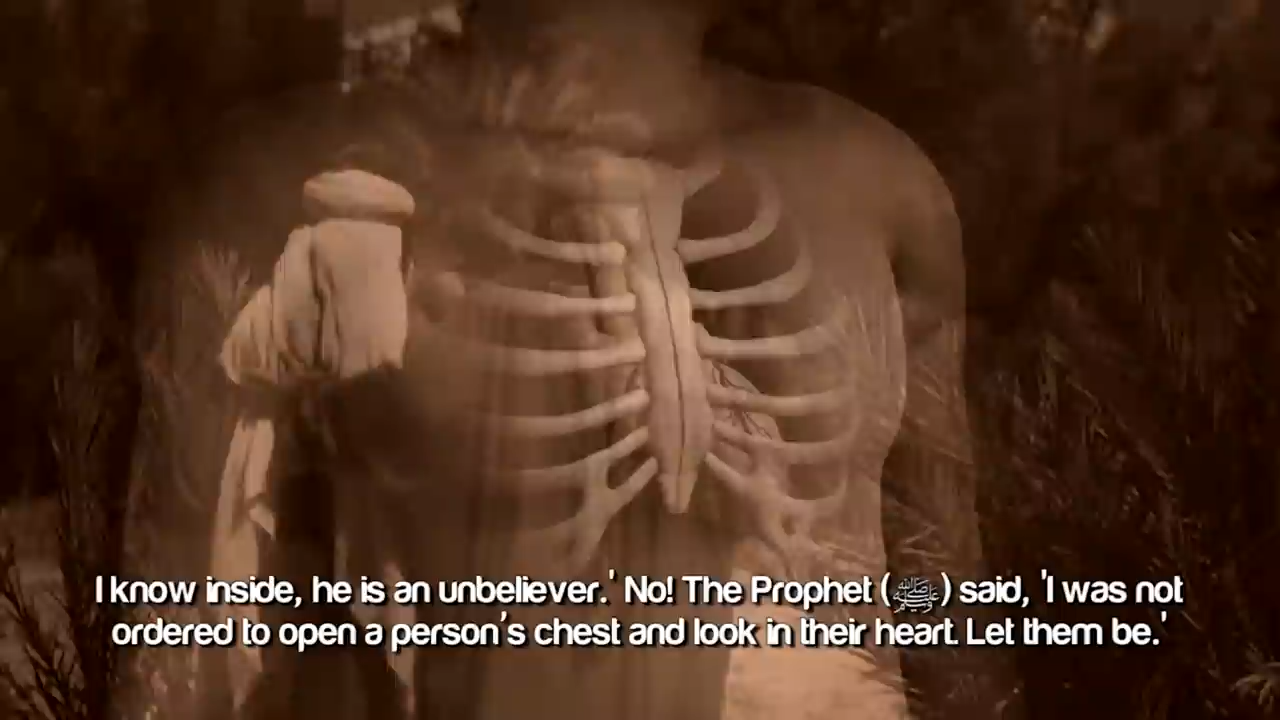 I know inside, he is an unbeliever.' No! The Prophet (ﷺ) said, 'I was not
ordered to open a person's chest and look in their heart. Let them be.'